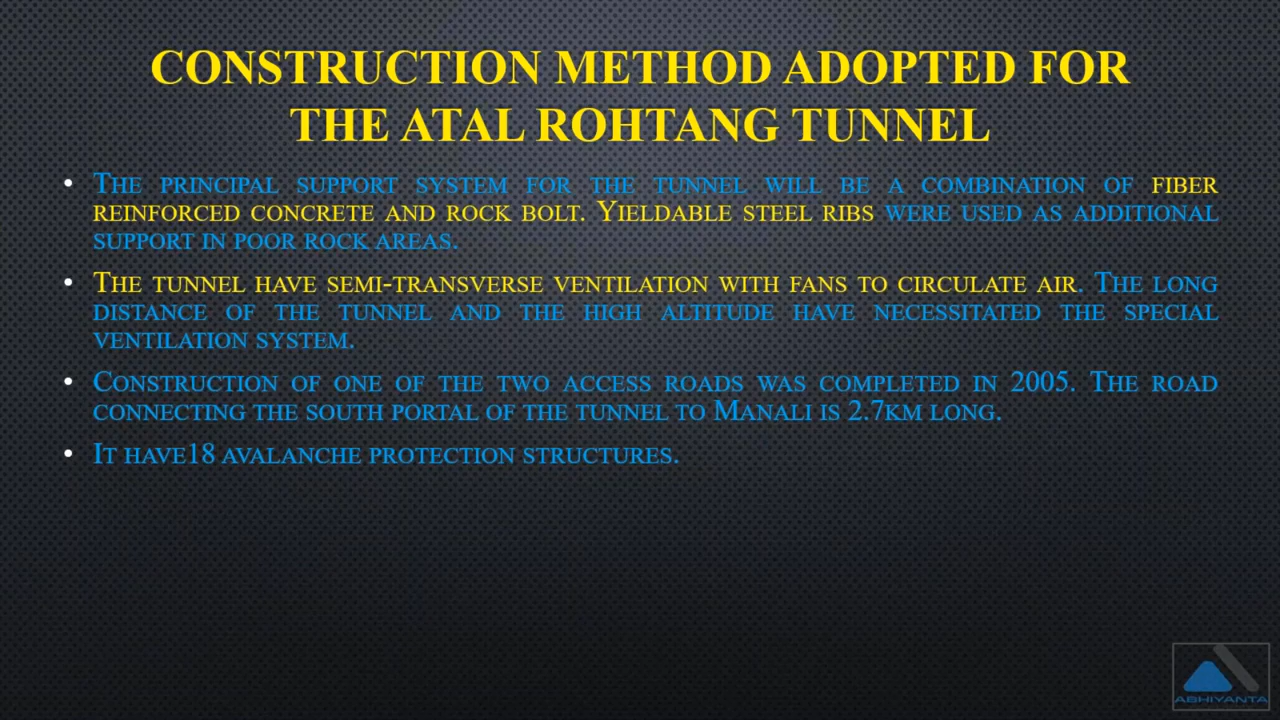 CONSTRUCTION METHOD ADOPTED FOR
THE ATAL ROHTANG TUNNEL
• THE PRINCIPAL SUPPORT SYSTEM FOR THE TUNNEL WILL BE A COMBINATION OF FIBER
REINFORCED CONCRETE AND ROCK BOLT. YIELDABLE STEEL RIBS WERE USED AS ADDITIONAL
SUPPORT IN POOR ROCK AREAS.
• THE TUNNEL HAVE SEMI-TRANSVERSE VENTILATION WITH FANS TO CIRCULATE AIR. THE LONG
DISTANCE OF THE TUNNEL AND THE HIGH ALTITUDE HAVE NECESSITATED THE SPECIAL
VENTILATION SYSTEM.
• CONSTRUCTION OF ONE OF THE TWO ACCESS ROADS WAS COMPLETED IN 2005. THE ROAD
CONNECTING THE SOUTH PORTAL OF THE TUNNEL TO MANALI IS 2.7KM LONG.
• IT HAVE18 AVALANCHE PROTECTION STRUCTURES.
ABHIYANTA